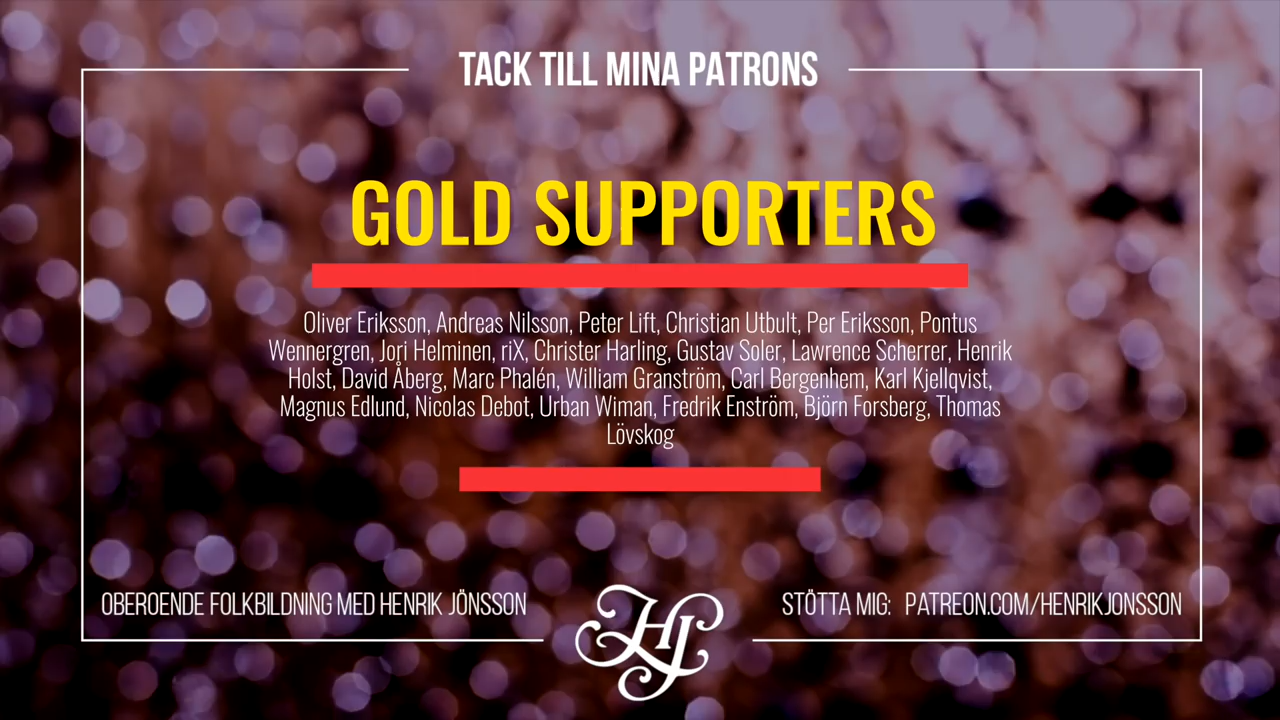 TACK TILL MINA PATRONS
GOLD SUPPORTERS
Oliver Eriksson, Andreas Nilsson, Peter Lift, Christian Utbult, Per Eriksson, Pontus
Wennergren, Jori Helminen, riX, Christer Harling, Gustav Soler, Lawrence Scherrer, Henrik
Holst, David Åberg, Marc Phalén, William Granström, Carl Bergenhem, Karl Kjellqvist,
Magnus Edlund, Nicolas Debot, Urban Wiman, Fredrik Enström, Björn Forsberg, Thomas
Lövskog
OBEROENDE FOLKBILDNING MED HENRIK JÖNSSON
HJ
STÖTTA MIG: PATREON.COM/HENRIKJONSSON